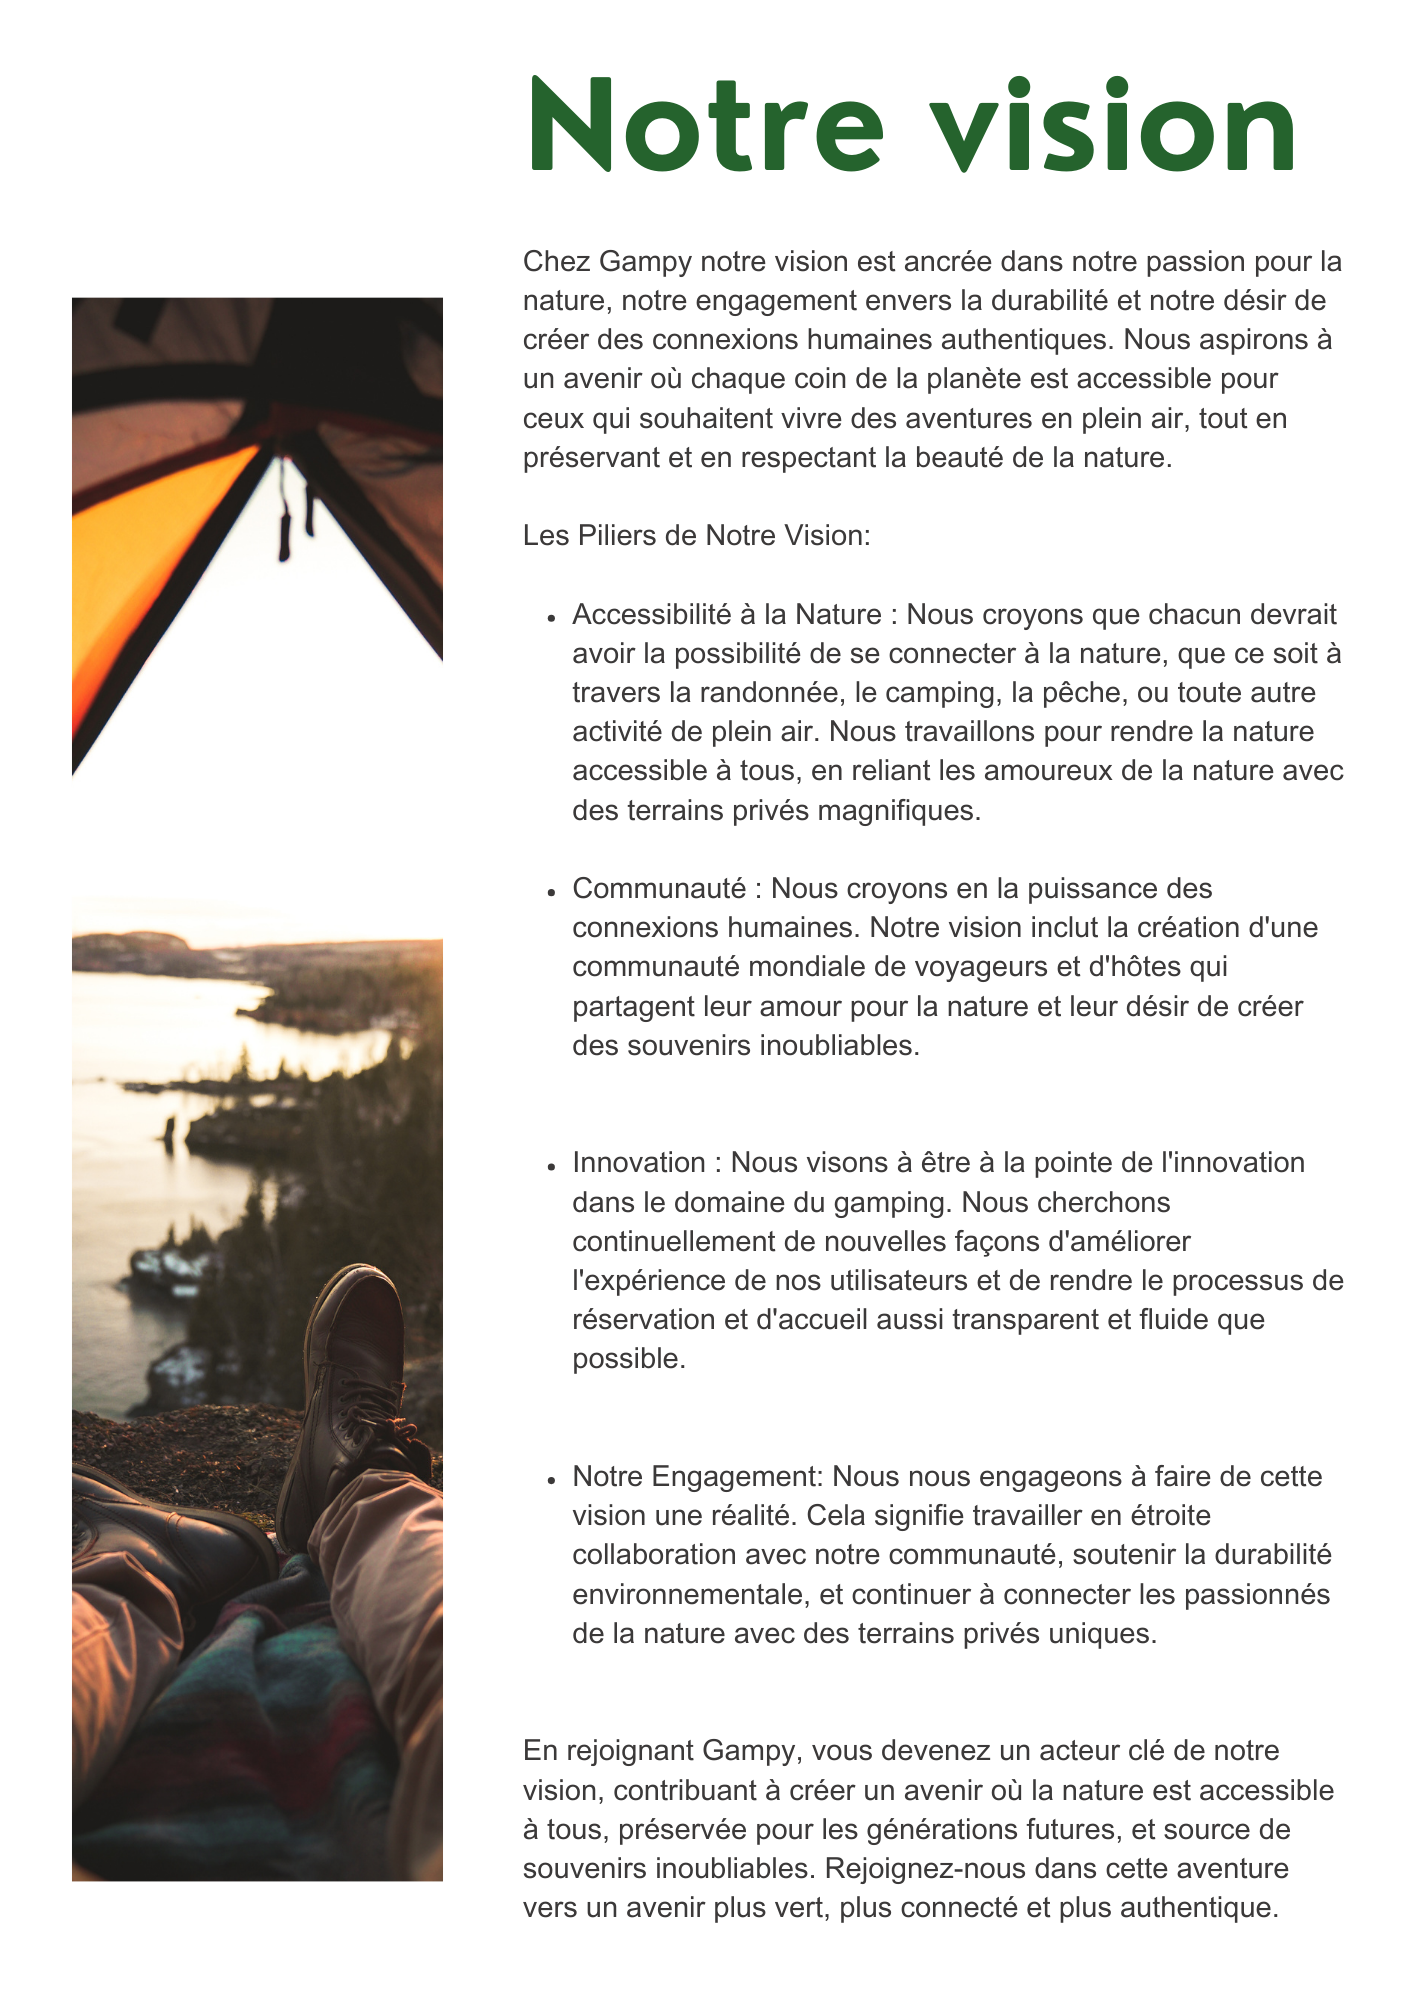 Notre vision
Chez Gampy notre vision est ancrée dans notre passion pour la
nature, notre engagement envers la durabilité et notre désir de
créer des connexions humaines authentiques. Nous aspirons à
un avenir où chaque coin de la planète est accessible pour
ceux qui souhaitent vivre des aventures en plein air, tout en
préservant et en respectant la beauté de la nature.
Les Piliers de Notre Vision:
• Accessibilité à la Nature : Nous croyons que chacun devrait
avoir la possibilité de se connecter à la nature, que ce soit à
travers la randonnée, le camping, la pêche, ou toute autre
activité de plein air. Nous travaillons pour rendre la nature
accessible à tous, en reliant les amoureux de la nature avec
des terrains privés magnifiques.
• Communauté : Nous croyons en la puissance des
connexions humaines. Notre vision inclut la création d'une
communauté mondiale de voyageurs et d'hôtes qui
partagent leur amour pour la nature et leur désir de créer
des souvenirs inoubliables.
• Innovation : Nous visons à être à la pointe de l'innovation
dans le domaine du gamping. Nous cherchons
continuellement de nouvelles façons d'améliorer
l'expérience de nos utilisateurs et de rendre le processus de
réservation et d'accueil aussi transparent et fluide que
possible.
• Notre Engagement: Nous nous engageons à faire de cette
vision une réalité. Cela signifie travailler en étroite
collaboration avec notre communauté, soutenir la durabilité
environnementale, et continuer à connecter les passionnés
de la nature avec des terrains privés uniques.
En rejoignant Gampy, vous devenez un acteur clé de notre
vision, contribuant à créer un avenir où la nature est accessible
à tous, préservée pour les générations futures, et source de
souvenirs inoubliables. Rejoignez-nous dans cette aventure
vers un avenir plus vert, plus connecté et plus authentique.